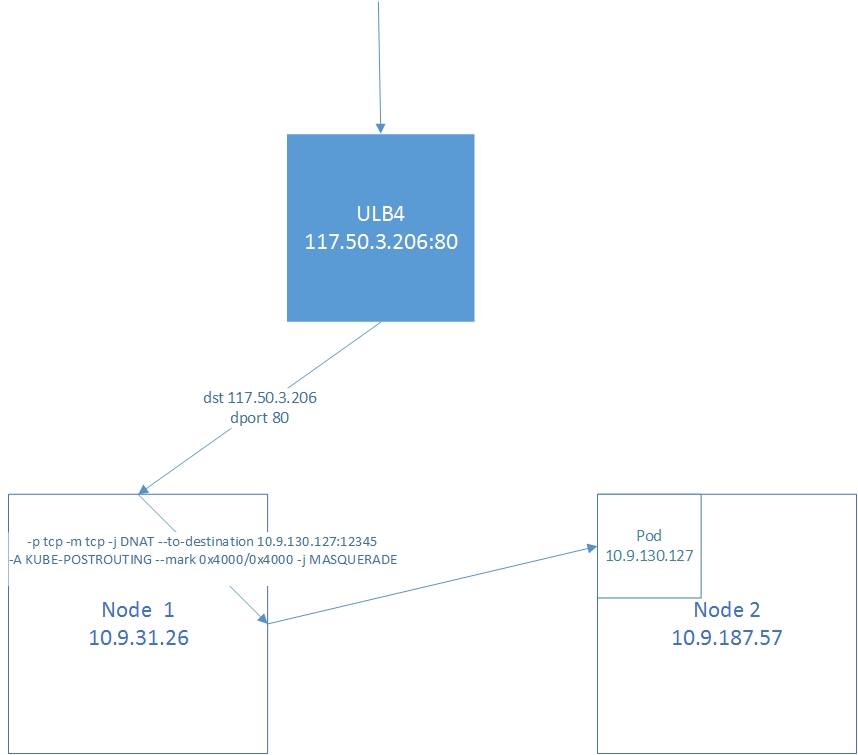 ULB4
117.50.3.206:80
dst 117.50.3.206
dport 80
-p tcp -m tcp -j DNAT --to-destination 10.9.130.127:12345
-A KUBE-POSTROUTING --mark 0x4000/0x4000 -j MASQUERADE
Node 1
10.9.31.26
Pod
10.9.130.127
Node 2
10.9.187.57